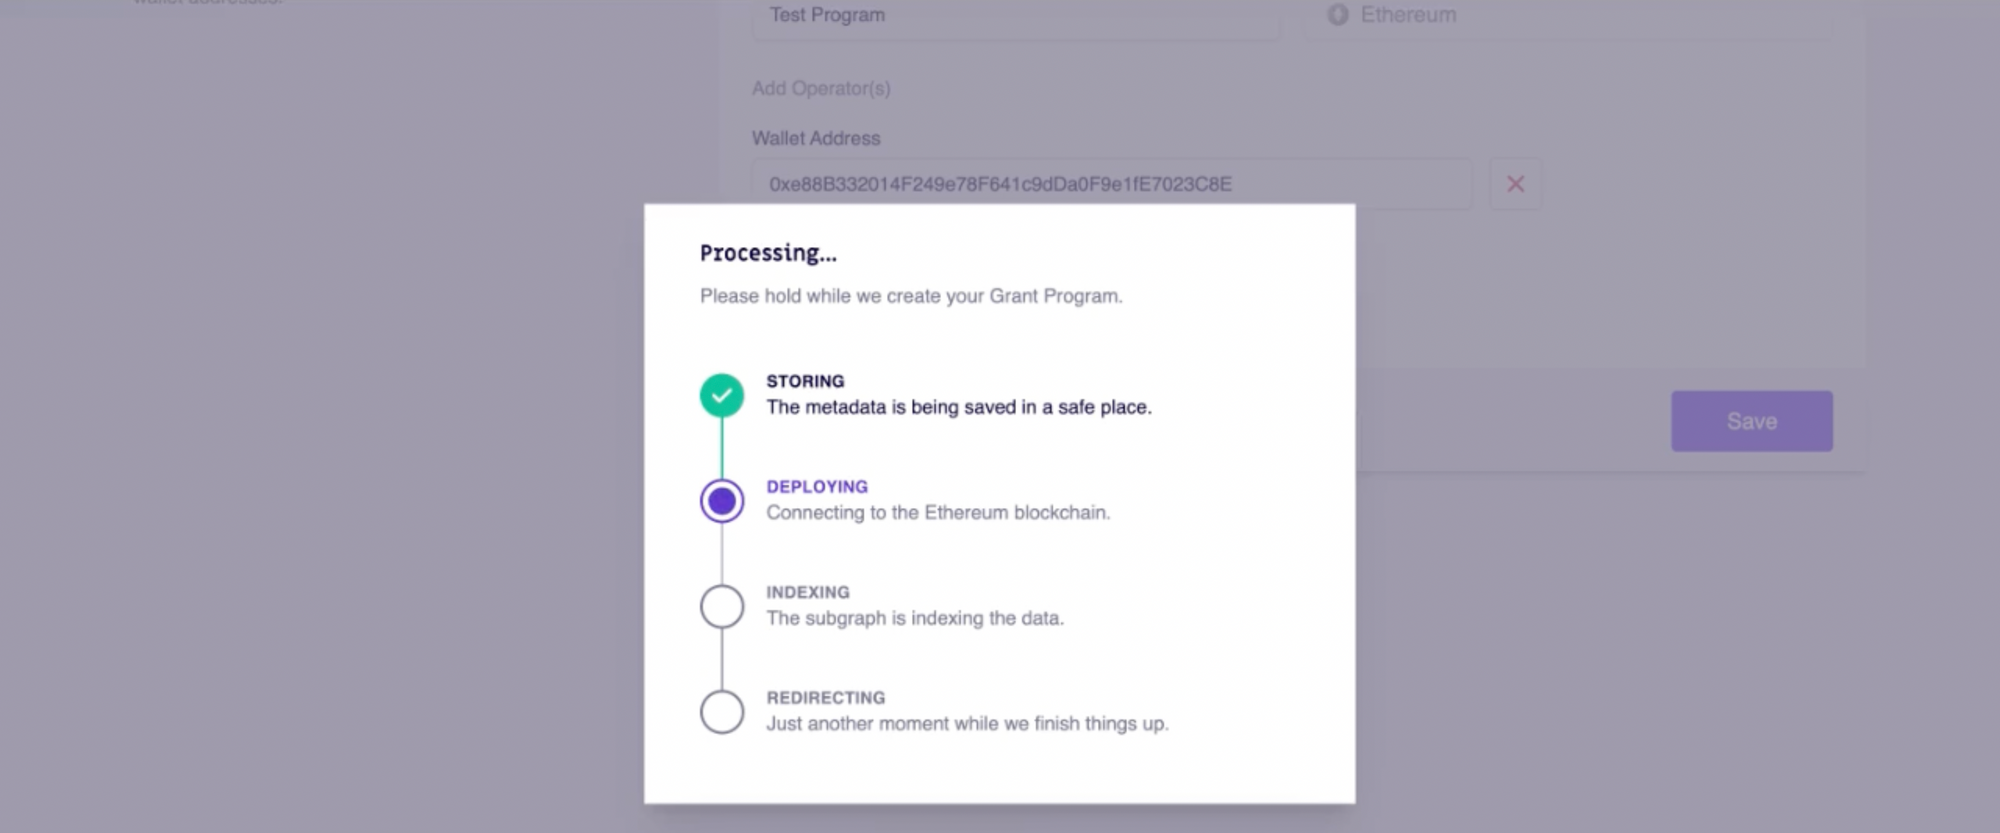 wallet addresses.
Test Program
Ethereum
Add Operator(s)
Wallet Address
0xe88B332014F249e78F641c9dDa0F9e1fE7023C8E
Processing...
Please hold while we create your Grant Program.
STORING
The metadata is being saved in a safe place.
Save
DEPLOYING
Connecting to the Ethereum blockchain.
INDEXING
The subgraph is indexing the data.
REDIRECTING
Just another moment while we finish things up.